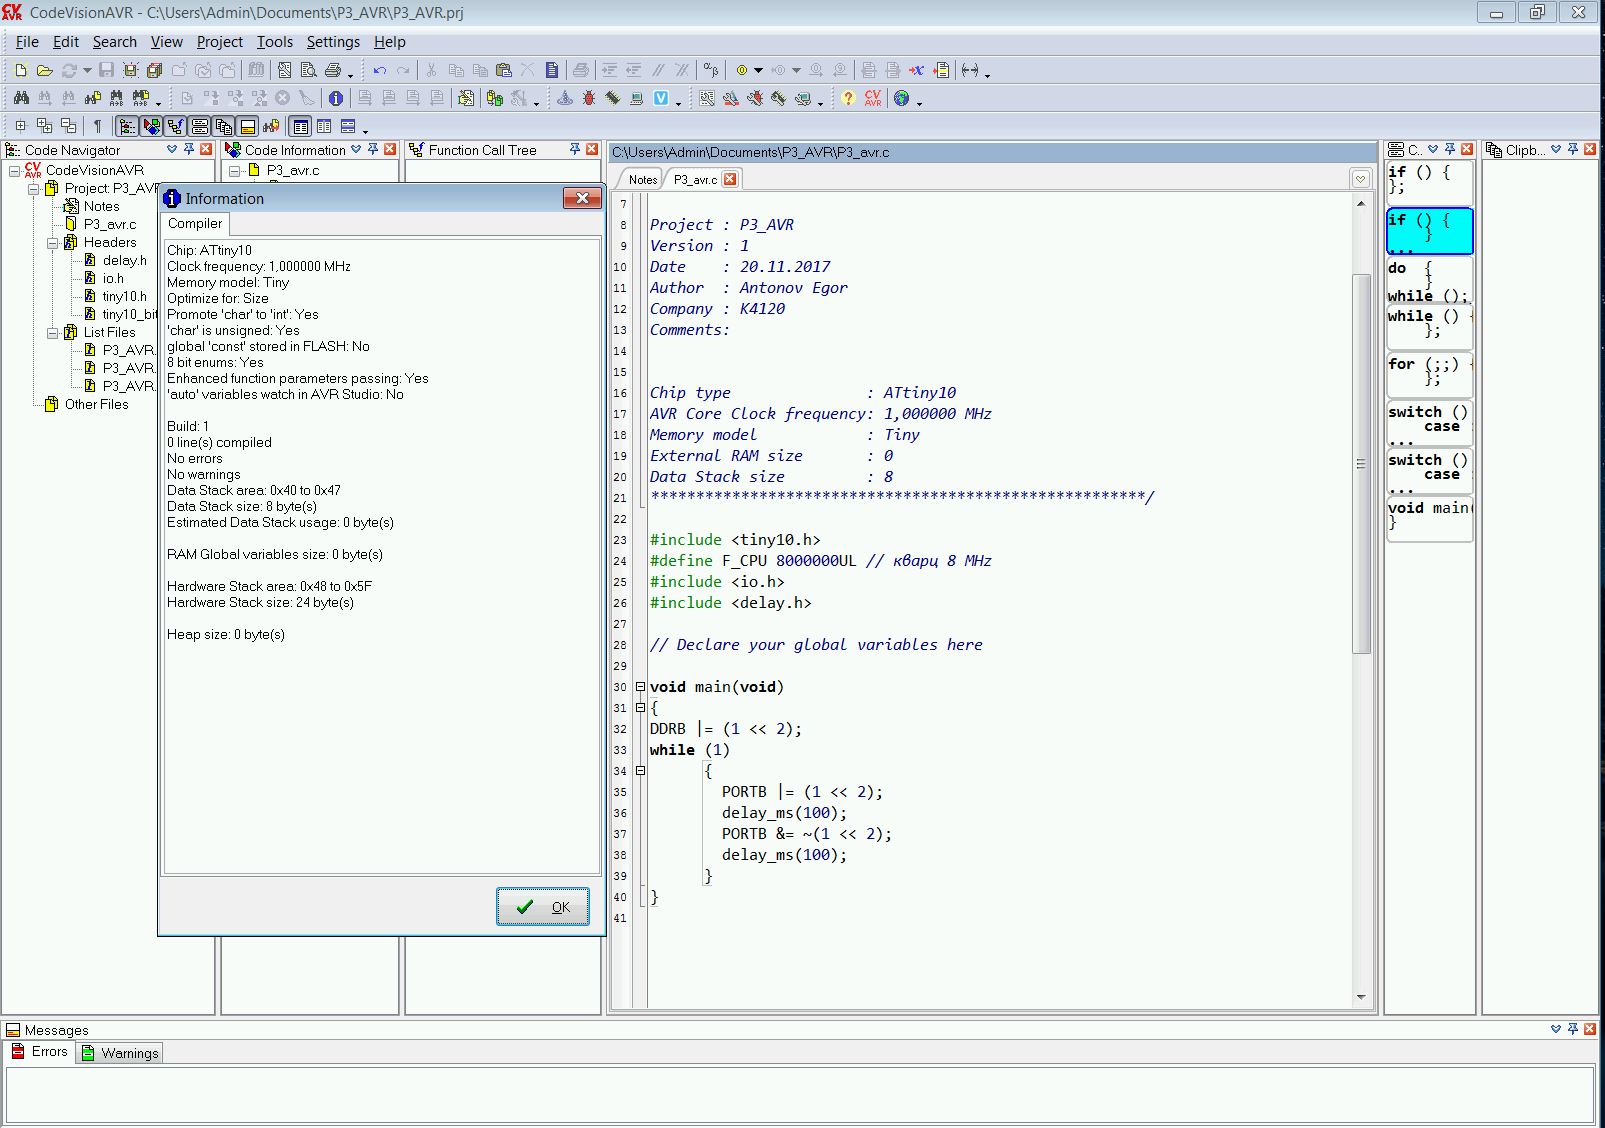 CodeVisionAVR - C:\Users\Admin\Documents\P3_AVR\P3_AVR.prj
File Edit Search View Project Tools Settings Help
Code Navigator
CodeVisionAVR
Project: P3_AVR
Notes
P3_avr.c
Headers
delay.h
io.h
tiny10.h
tiny10_bit
List Files
P3_AVR.
P3_AVR.
P3_AVR.
Other Files
Code Information
P3_avr.c
Function Call Tree
Information
Compiler
Chip: ATtiny10
Clock frequency: 1,000000 MHz
Memory model: Tiny
Optimize for: Size
Promote 'char' to 'int': Yes
'char' is unsigned: Yes
global 'const' stored in FLASH: No
8 bit enums: Yes
Enhanced function parameters passing: Yes
'auto' variables watch in AVR Studio: No
Build: 1
0 line(s) compiled
No errors
No warnings
Data Stack area: 0x40 to 0x47
Data Stack size: 8 byte(s)
Estimated Data Stack usage: 0 byte(s)
RAM Global variables size: 0 byte(s)
Hardware Stack area: 0x48 to 0x5F
Hardware Stack size: 24 byte(s)
Heap size: 0 byte(s)
OK
C:\Users\Admin\Documents\P3_AVR\P3_avr.c
Notes P3_avr.c
7
8 Project : P3_AVR
9 Version : 1
10 Date    : 20.11.2017
11 Author  : Antonov Egor
12 Company : K4120
13 Comments:
14
15
16 Chip type               : ATtiny10
17 AVR Core Clock frequency: 1,000000 MHz
18 Memory model            : Tiny
19 External RAM size       : 0
20 Data Stack size         : 8
21 *******************************************************/
22
23 #include <tiny10.h>
24 #define F_CPU 8000000UL // кварц 8 MHz
25 #include <io.h>
26 #include <delay.h>
27
28 // Declare your global variables here
29
30 void main(void)
31 {
32 DDRB |= (1 << 2);
33 while (1)
34       {
35         PORTB |= (1 << 2);
36         delay_ms(100);
37         PORTB &= ~(1 << 2);
38         delay_ms(100);
39       }
40 }
41
C..
if () {
};
if () {
}
...
do {
}
while ();
while () {
};
for (;;) {
};
switch ()
case :
...
switch ()
case :
...
void main(
}
Clipb...
Messages
Errors Warnings